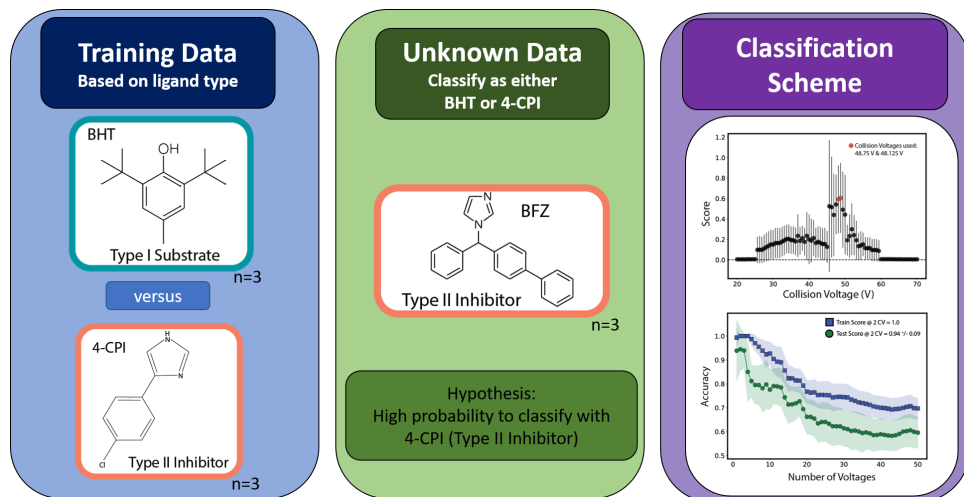 Training Data
Based on ligand type
BHT
OH
Type I Substrate
n=3
versus
4-CPI
H
N
N
Cl
Type II Inhibitor
n=3
Unknown Data
Classify as either
BHT or 4-CPI
N
N
BFZ
Type II Inhibitor
n=3
Hypothesis:
High probability to classify with
4-CPI (Type II Inhibitor)
Classification
Scheme
Collision Voltages used:
48.75 V & 48.125 V
Score
1.2
1.0
0.8
0.6
0.4
0.2
0.0
20 30 40 50 60 70
Collision Voltage (V)
Train Score @ 2 CV = 1.0
Test Score @ 2 CV = 0.94 +/- 0.09
Accuracy
1.0
0.9
0.8
0.7
0.6
0.5
0 10 20 30 40 50
Number of Voltages